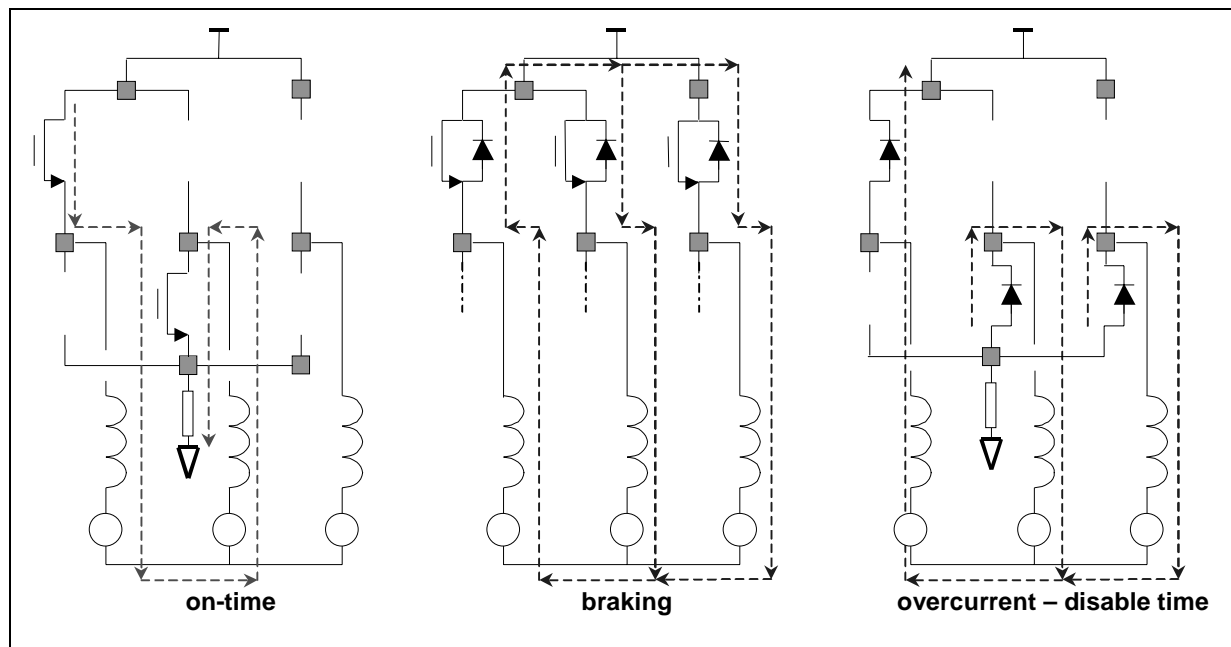 on-time
braking
overcurrent – disable time